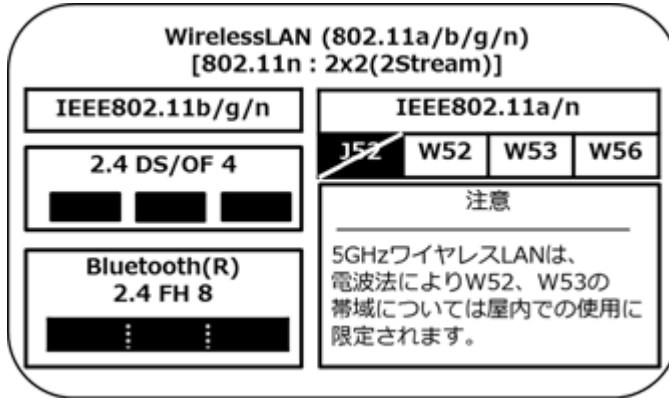 WirelessLAN (802.11a/b/g/n)
[802.11n : 2x2(2Stream)]
IEEE802.11b/g/n
2.4 DS/OF 4
Bluetooth(R)
2.4 FH 8
IEEE802.11a/n
J52 W52 W53 W56
注意
5GHzワイヤレスLANは、
電波法によりW52、W53の
帯域については屋内での使用に
限定されます。